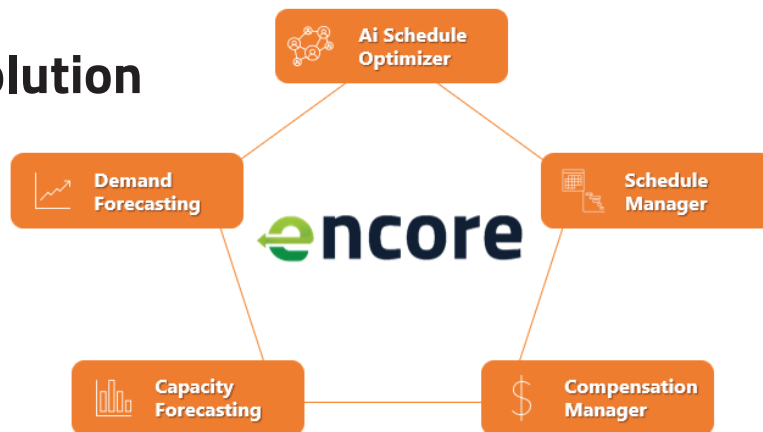 Ai Schedule
Optimizer
olution
Demand
Forecasting
Schedule
Manager
encore
Capacity
Forecasting
$
Compensation
Manager